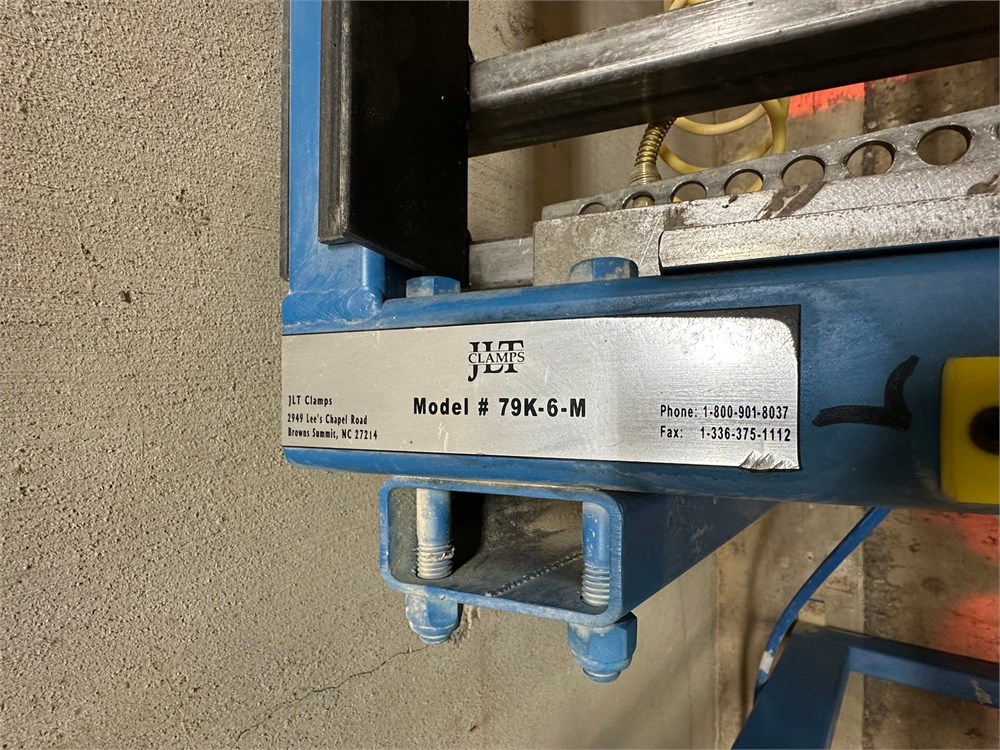 JLT
CLAMPS
JLT Clamps
2949 Lee's Chapel Road
Browns Summit, NC 27214
Model # 79K-6-M
Phone: 1-800-901-8037
Fax: 1-336-375-1112